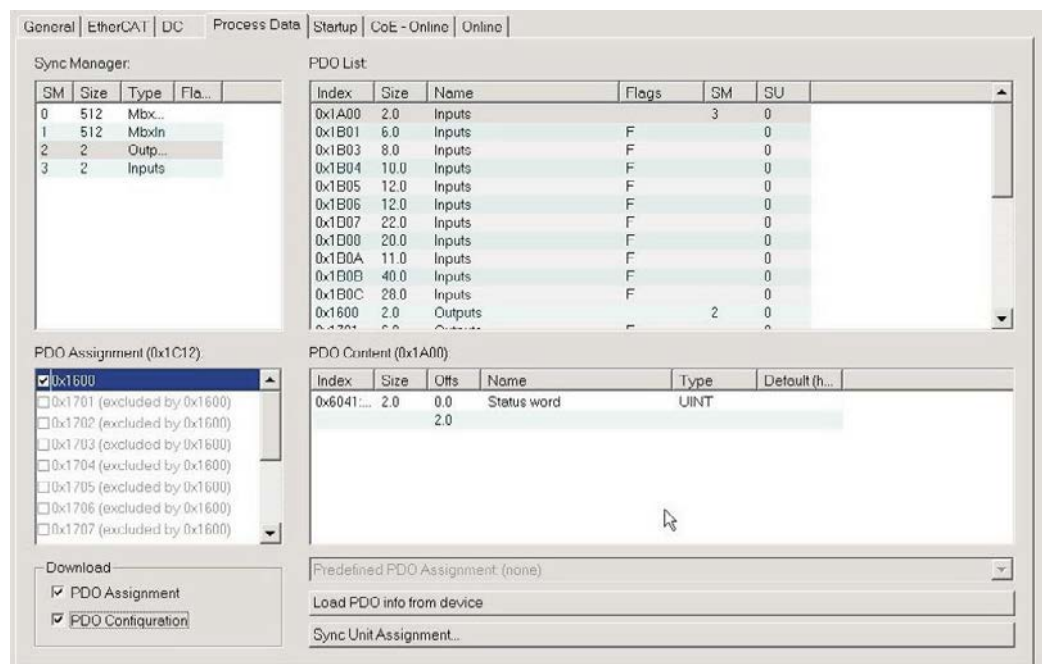 General EtherCAT DC Process Data Startup CoE - Online Online
Sync Manager:
SM Size Type Fla...
0 512 Mbx...
1 512 MbxIn
2 2 Outp...
3 2 Inputs
PDO List:
Index Size Name Flags SM SU
0x1A00 2.0 Inputs 3 0
0x1B01 6.0 Inputs F 0
0x1B03 8.0 Inputs F 0
0x1B04 10.0 Inputs F 0
0x1B05 12.0 Inputs F 0
0x1B06 12.0 Inputs F 0
0x1B07 22.0 Inputs F 0
20.0 Inputs F 0
0x1B0A 11.0 Inputs F 0
0x1B0B 40.0 Inputs F 0
0x1B0C 28.0 Inputs F 0
0x1600 2.0 Outputs 2 0
PDO Assignment (0x1C12):
0x1600
0x1701 (excluded by 0x1600)
0x1702 (excluded by 0x1600)
0x1703 (excluded by 0x1600)
0x1704 (excluded by 0x1600)
0x1705 (excluded by 0x1600)
0x1706 (excluded by 0x1600)
0x1707 (excluded by 0x1600)
PDO Content (0x1A00):
Index Size Offs Name Type Default (h...
0x6041:... 2.0 0.0 Status word UINT
2.0
Download
PDO Assignment
PDO Configuration
Predefined PDO Assignment: (none)
Load PDO info from device
Sync Unit Assignment...